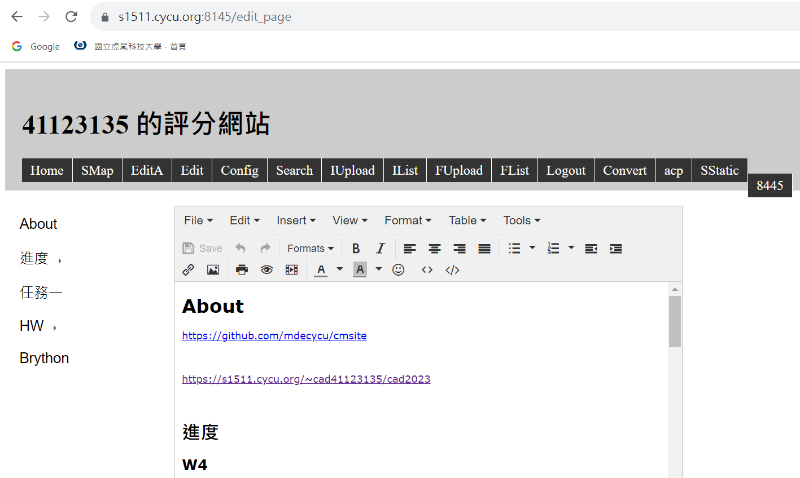 s1511.cycu.org:8145/edit_page
Google 國立虎尾科技大學 - 首頁
41123135 的評分網站
Home SMap EditA Edit Config Search IUpload IList FUpload FList Logout Convert acp SStatic
8445
About
進度
任務一
HW
Brython
File Edit Insert View Format Table Tools
Save Formats B I
A A
About
https://github.com/mdecycu/cmsite
https://s1511.cycu.org/~cad41123135/cad2023
進度
W4